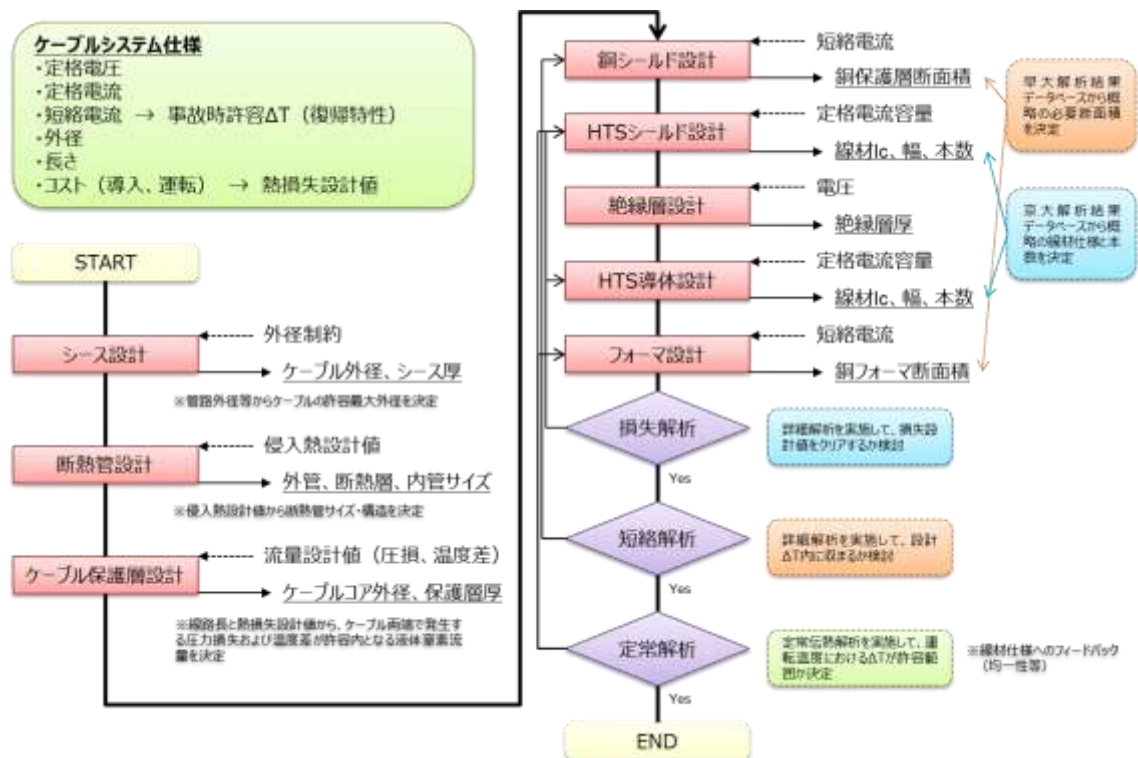 ケーブルシステム仕様
・定格電圧
・定格電流
・短絡電流 → 事故時許容ΔT（復帰特性）
・外径
・長さ
・コスト（導入、運転） → 熱損失設計値
START
シース設計
外径制約
ケーブル外径、シース厚
※管路外径等からケーブルの許容最大外径を決定
断熱管設計
侵入熱設計値
外管、断熱層、内管サイズ
※侵入熱設計値から断熱管サイズ・構造を決定
ケーブル保護層設計
流量設計値（圧損、温度差）
ケーブルコア外径、保護層厚
※線路長と熱損失設計値から、ケーブル両端で発生す
る圧力損失および温度差が許容内となる液体窒素流
量を決定
銅シールド設計
短絡電流
銅保護層断面積
HTSシールド設計
定格電流容量
線材Ic、幅、本数
絶縁層設計
電圧
絶縁層厚
HTS導体設計
定格電流容量
線材Ic、幅、本数
フォーマ設計
短絡電流
銅フォーマ断面積
早大解析結果
データベースから概
略の必要断面積
を決定
京大解析結果
データベースから概
略の線材仕様と本
数を決定
損失解析
詳細解析を実施して、損失設
計値をクリアするか検討
Yes
短絡解析
詳細解析を実施して、設計
ΔT内に収まるか検討
Yes
定常解析
定常伝熱解析を実施して、運
転温度におけるΔTが許容範
囲か決定
※線材仕様へのフィードバック
（均一性等）
Yes
END